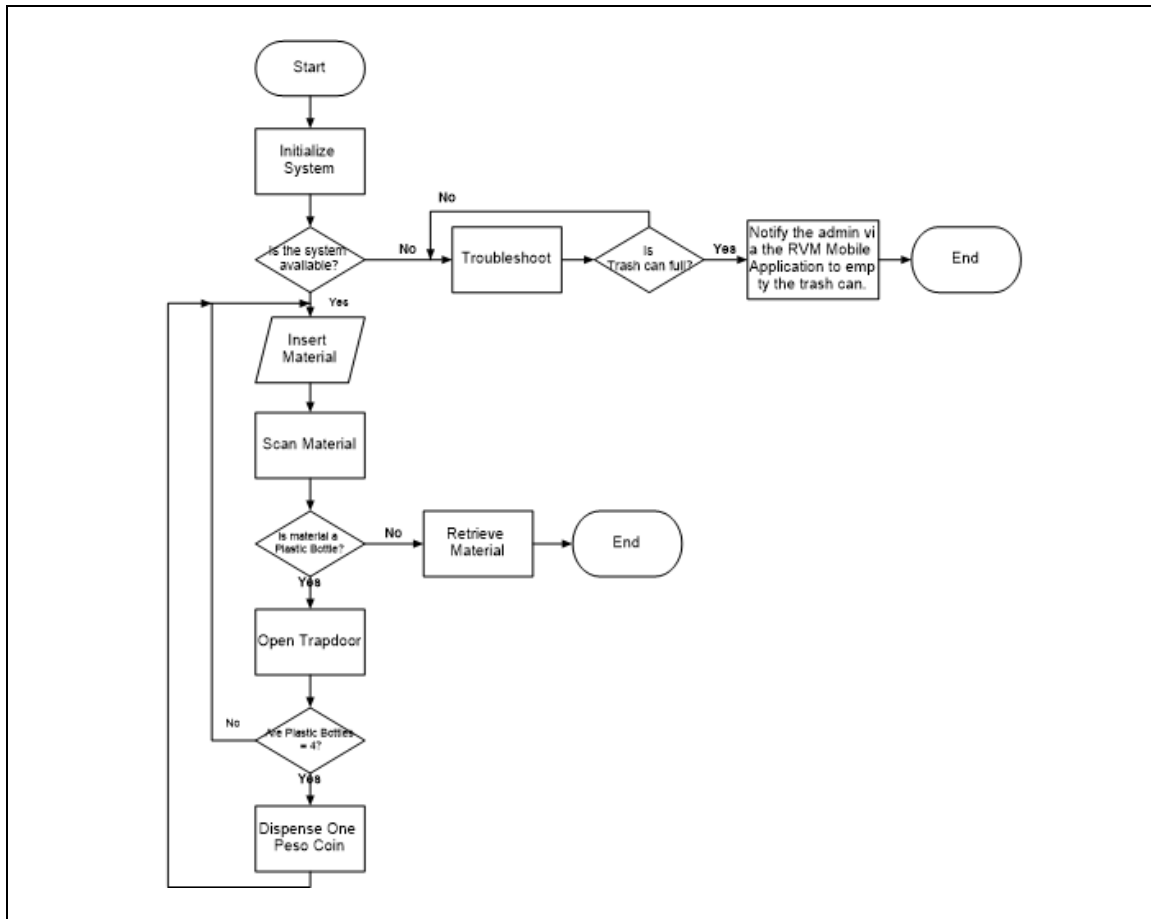 Start
Initialize
System
No
Is the system
available?
No
Troubleshoot
Is
Trash can full?
Yes
Notify the admin vi
a the RVM Mobile
Application to emp
ty the trash can.
End
Yes
Insert
Material
Scan Material
Is material a
Plastic Bottle?
No
Retrieve
Material
End
Yes
Open Trapdoor
No
Are Plastic Bottles
= 4?
Yes
Dispense One
Peso Coin